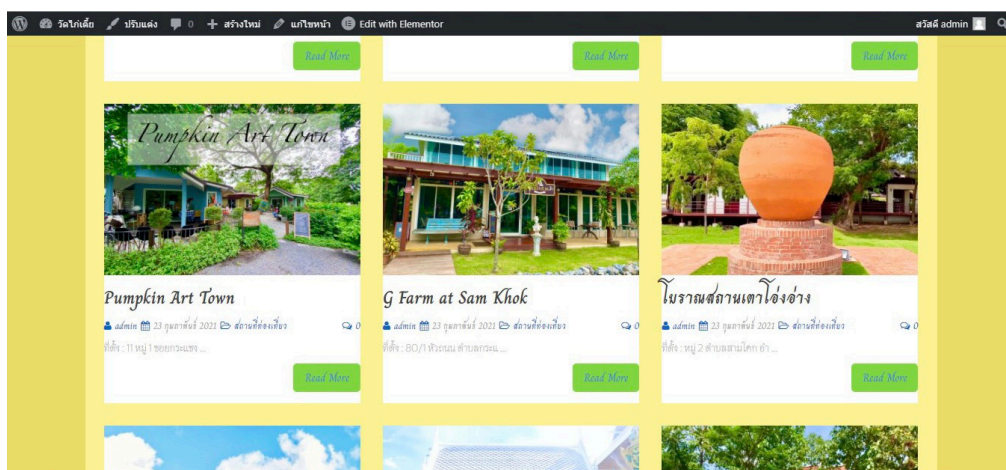 วัดไก่เตี้ย ปรับแต่ง 0 + สร้างใหม่ แก้ไขหน้า Edit with Elementor สวัสดี admin
Read More Read More
Pumpkin Art Town
Pumpkin Art Town G Farm at Sam Khok โบราณสถานเตาโอ่งอ่าง
admin 23 กุมภาพันธ์ 2021 สถานที่ท่องเที่ยว 0 admin 23 กุมภาพันธ์ 2021 สถานที่ท่องเที่ยว 0 admin 23 กุมภาพันธ์ 2021 สถานที่ท่องเที่ยว 0
ที่ตั้ง : 11 หมู่ 1 ซอยกระแชง ... ที่ตั้ง : 80/1 หัวถนน ตำบลกระแ... ที่ตั้ง : หมู่ 2 ตำบลสามโคก อำ ...
Read More Read More Read More